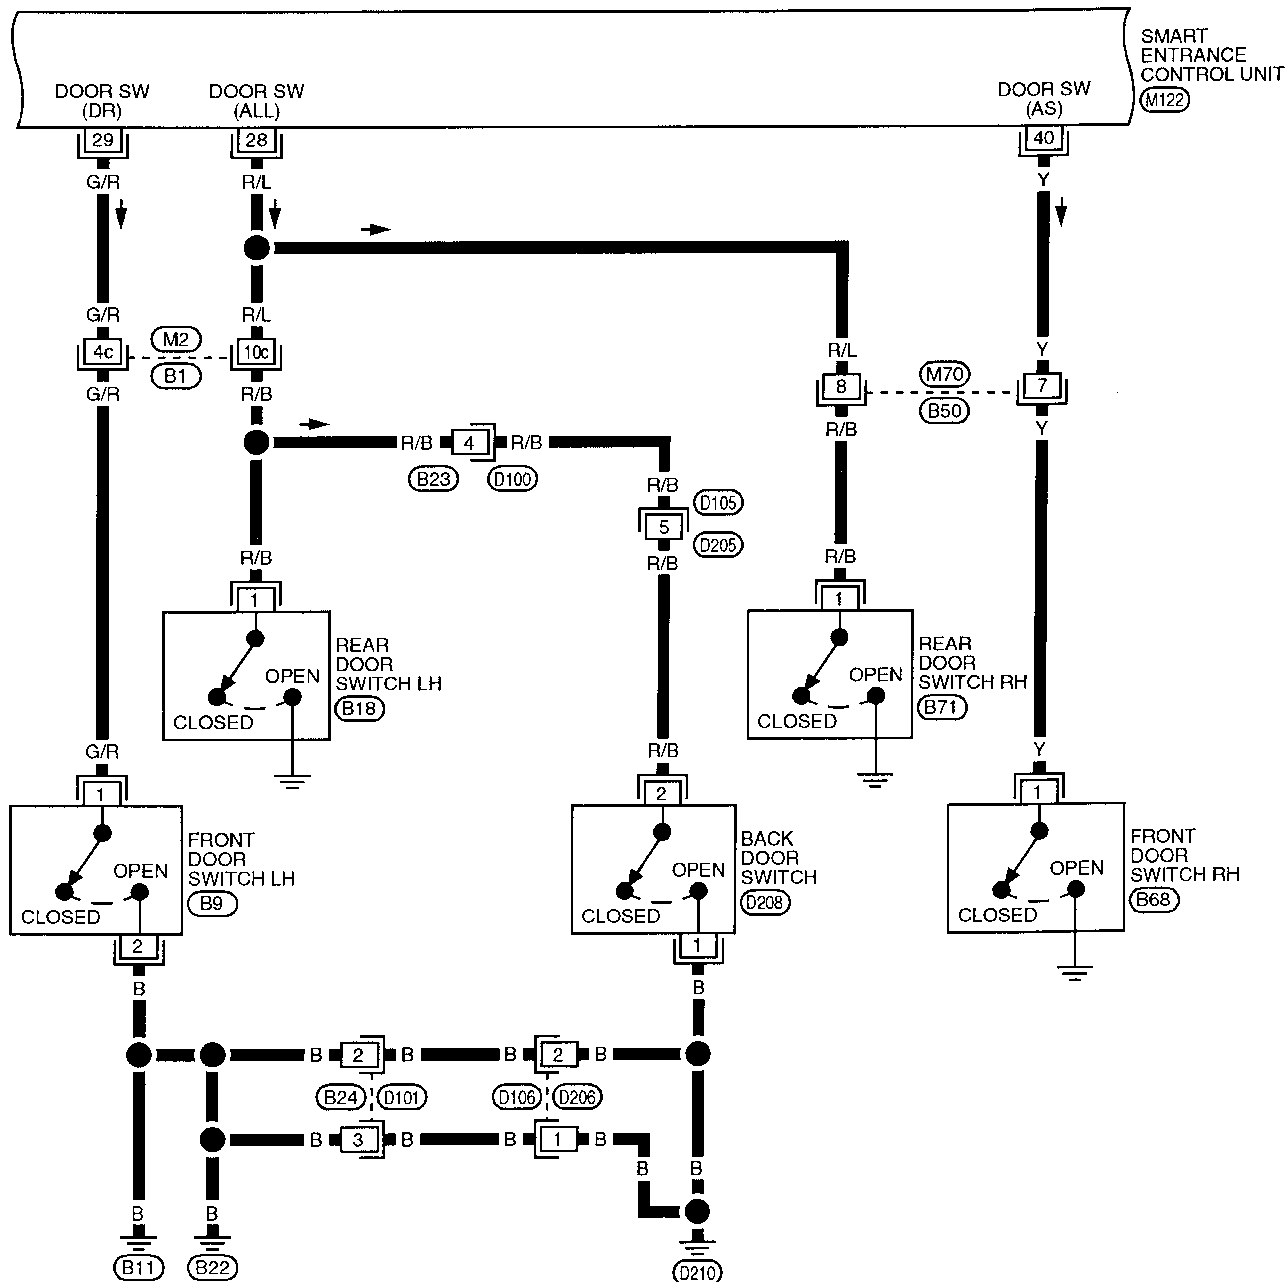 SMART
ENTRANCE
CONTROL UNIT
M122
DOOR SW
(DR)
DOOR SW
(ALL)
DOOR SW
(AS)
29
28
40
G/R
R/L
Y
G/R
R/L
4c
M2
B1
10c
G/R
R/B
R/L
Y
8
M70
B50
7
R/B
Y
R/B
4
R/B
B23
D100
R/B
D105
5
D205
R/B
R/B
R/B
1
REAR
DOOR
SWITCH LH
B18
OPEN
CLOSED
1
REAR
DOOR
SWITCH RH
B71
OPEN
CLOSED
G/R
R/B
Y
1
FRONT
DOOR
SWITCH LH
B9
OPEN
CLOSED
2
2
BACK
DOOR
SWITCH
D208
OPEN
CLOSED
1
1
FRONT
DOOR
SWITCH RH
B68
OPEN
CLOSED
B
B
B
2
B
B
2
B
B24
D101
D106
D206
B
3
B
B
1
B
B
B
B
B
B11
B22
D210